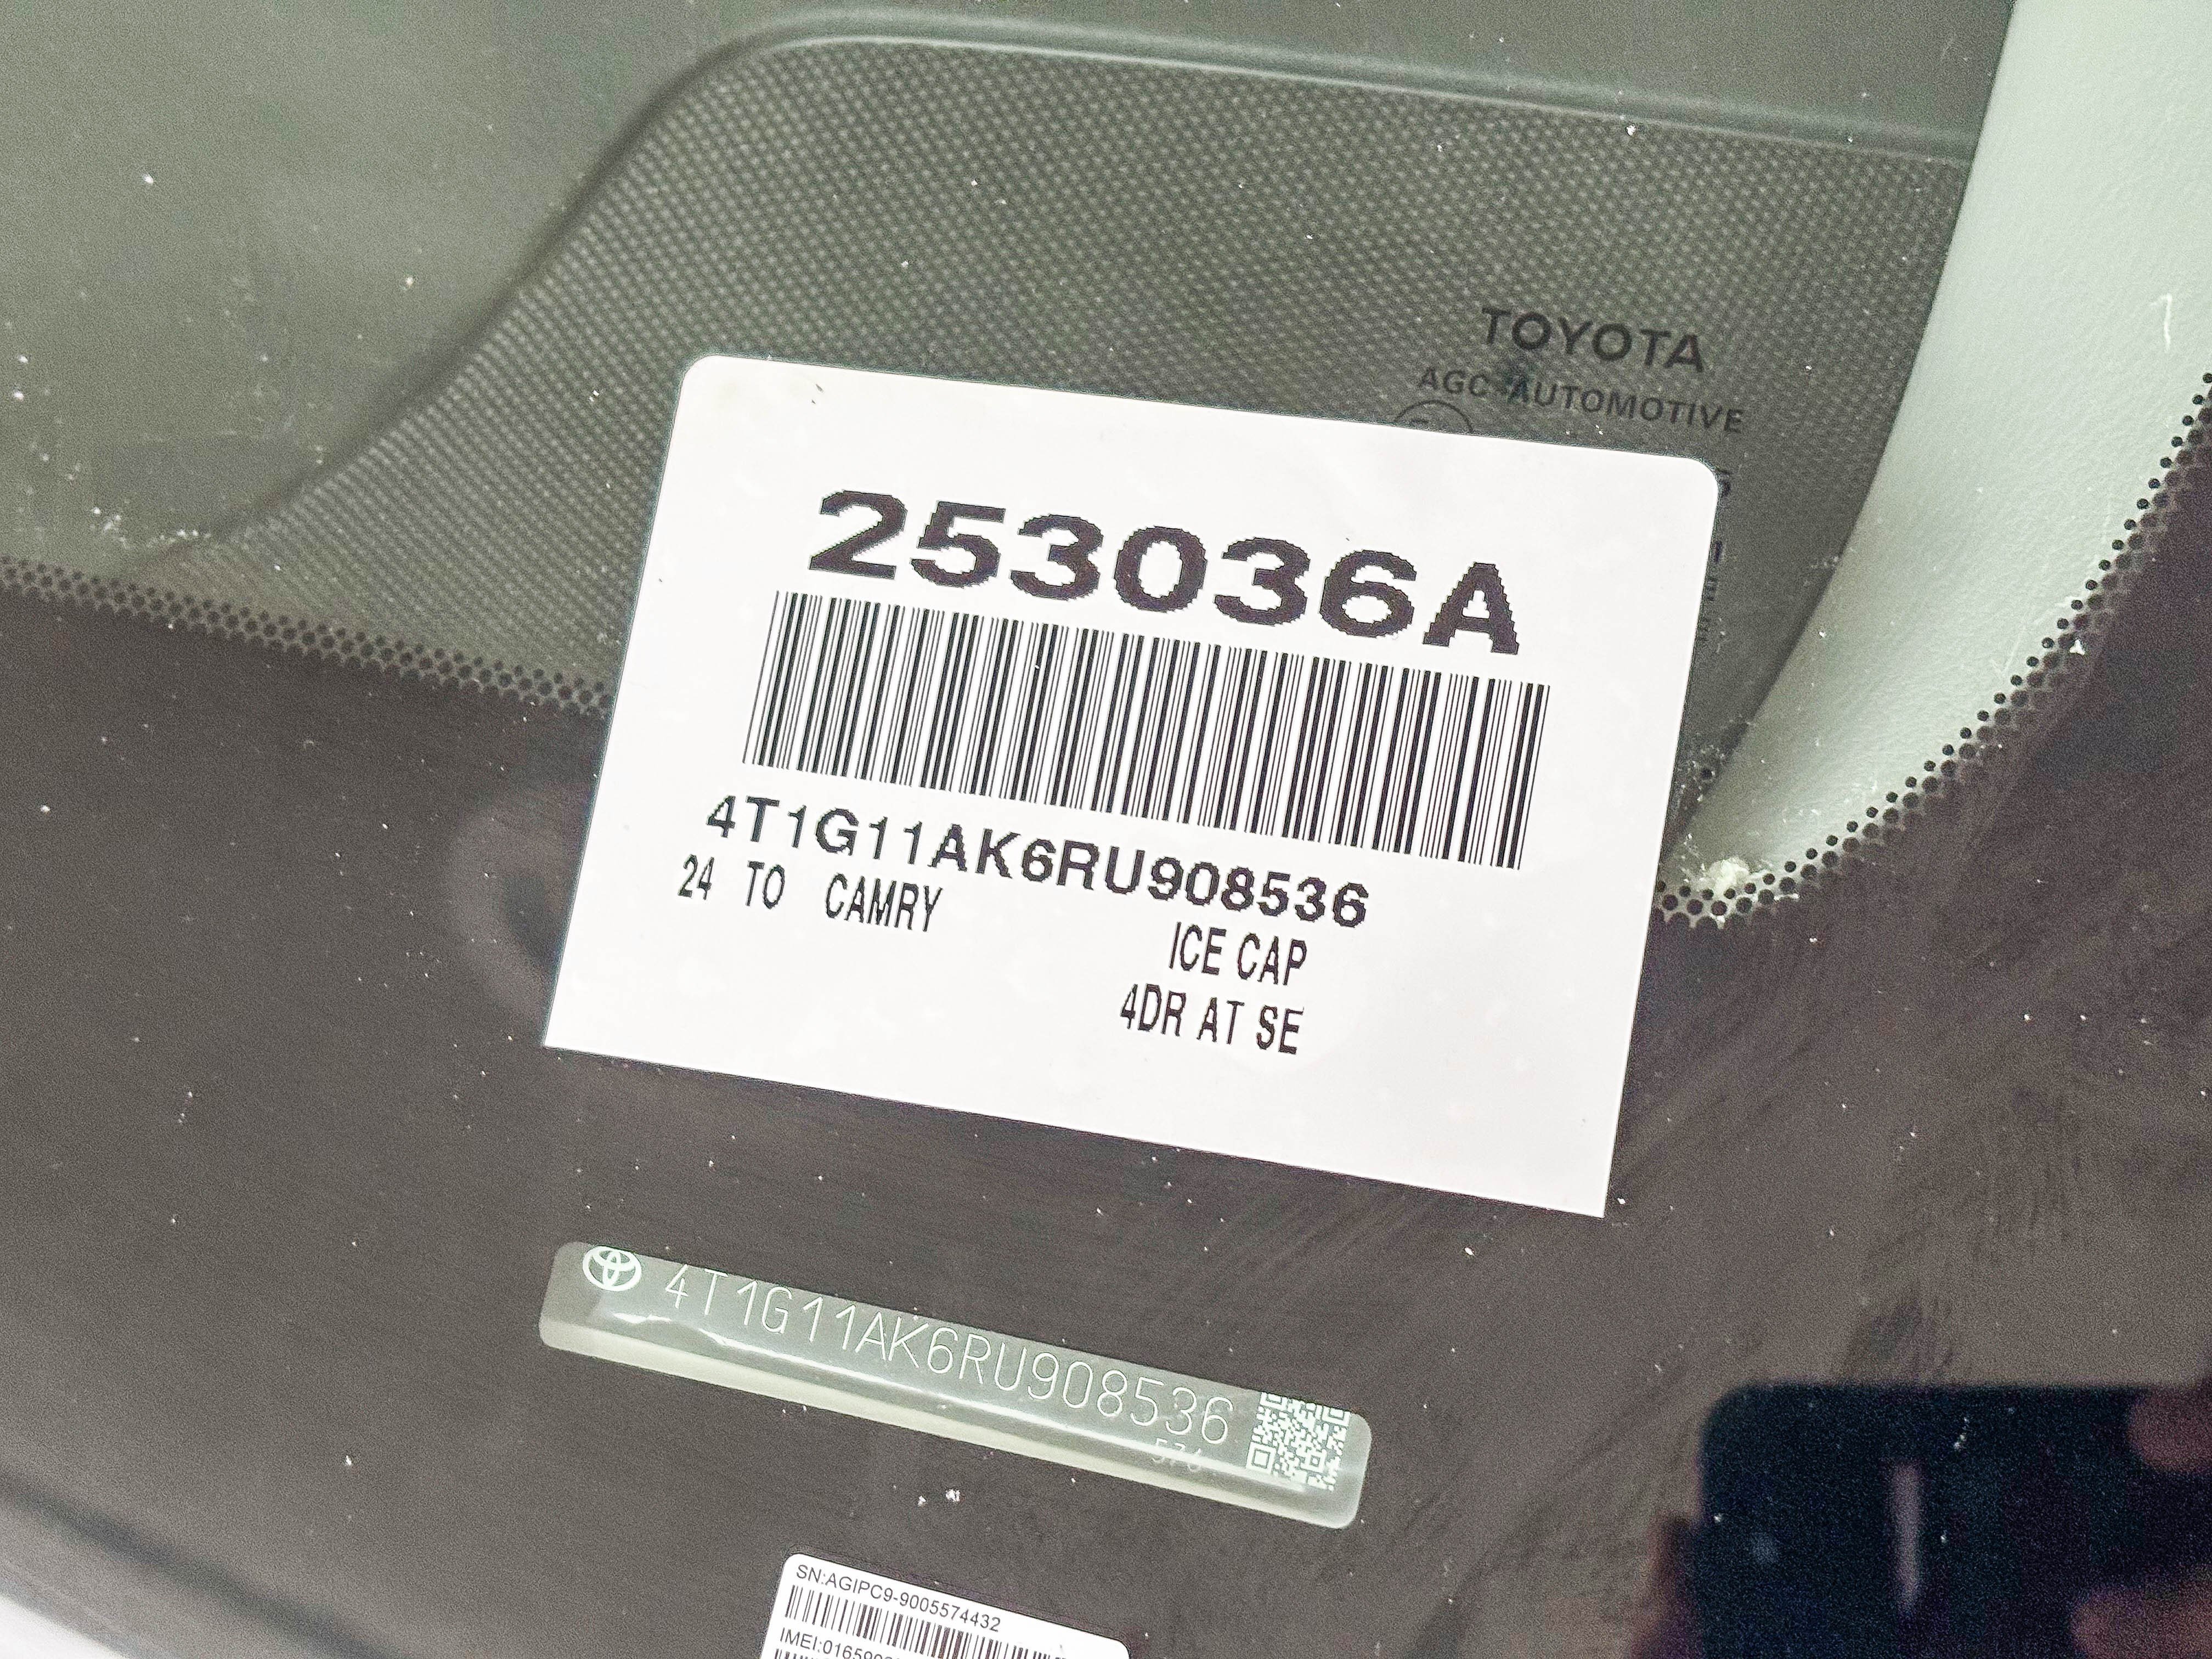 TOYOTA
AGC AUTOMOTIVE
253036A
4T1G11AK6RU908536
24 TO CAMRY
ICE CAP
4DR AT SE
4T1G11AK6RU908536
SN:AGIPC9-9005574432